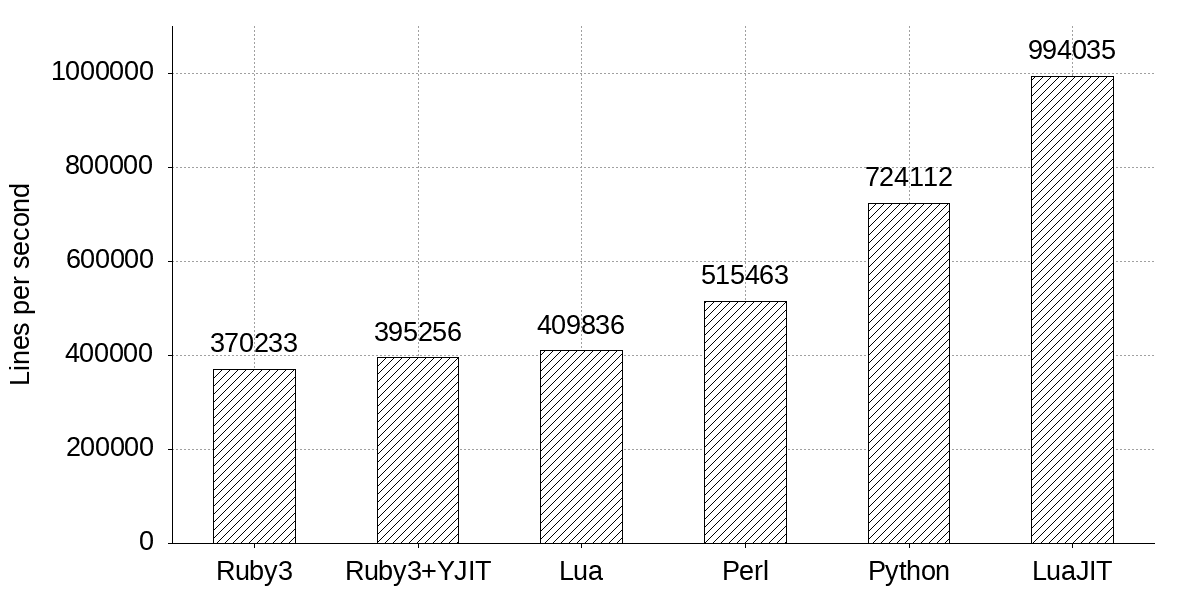 Lines per second
1000000
800000
600000
400000
200000
0
370233
395256
409836
515463
724112
994035
Ruby3
Ruby3+YJIT
Lua
Perl
Python
LuaJIT